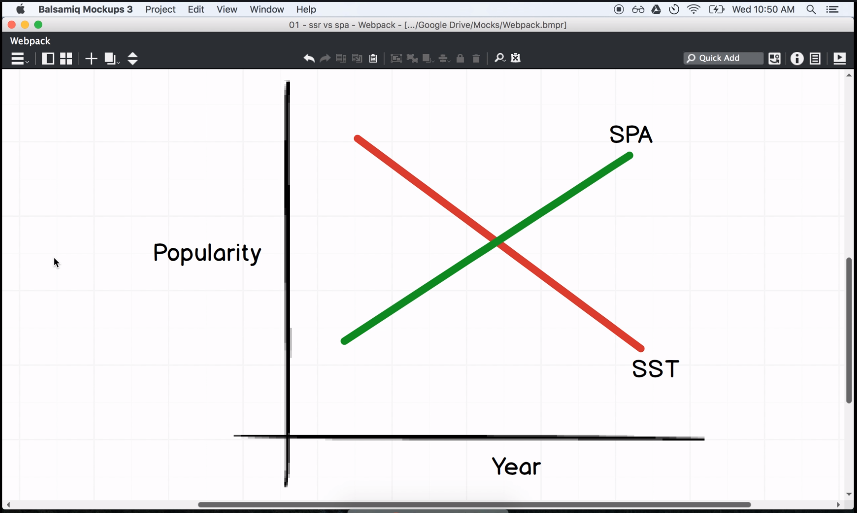 Balsamiq Mockups 3 Project Edit View Window Help Wed 10:50 AM
01 - ssr vs spa - Webpack - [.../Google Drive/Mocks/Webpack.bmpr]
Webpack
Quick Add
SPA
Popularity
SST
Year